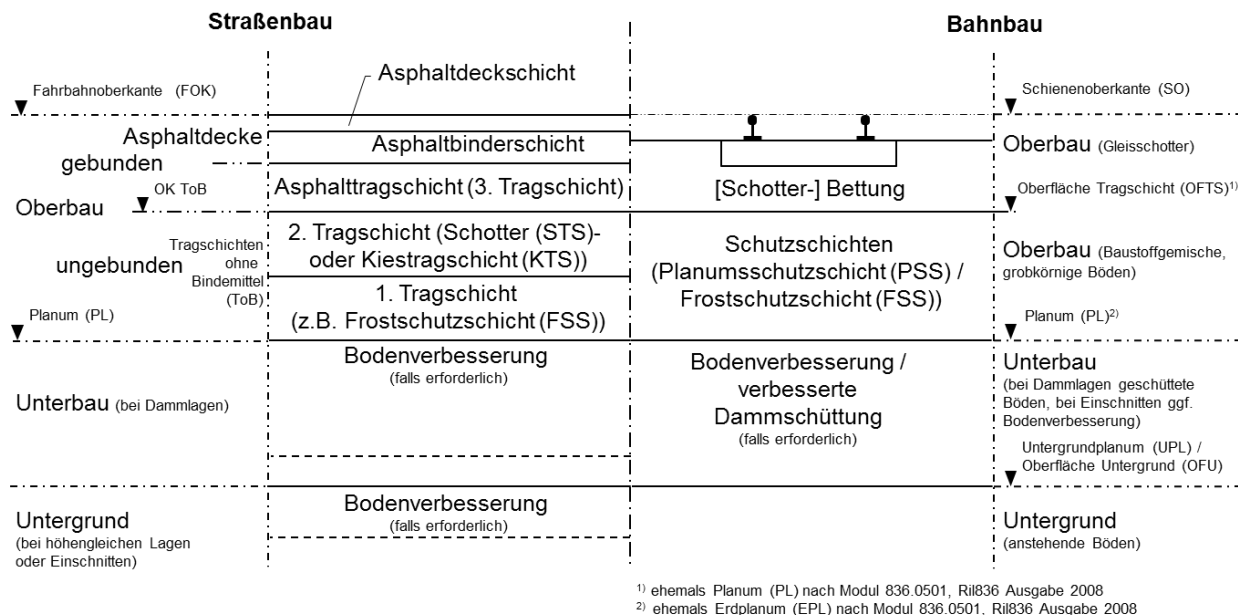 Straßenbau
Bahnbau
Asphaltdeckschicht
Fahrbahnoberkante (FOK)
Schienenoberkante (SO)
Asphaltdecke
gebunden
Asphaltbinderschicht
Oberbau (Gleisschotter)
OK ToB
Asphalttragschicht (3. Tragschicht)
[Schotter-] Bettung
Oberfläche Tragschicht (OFTS)1)
Oberbau
ungebunden
Tragschichten
ohne
Bindemittel
(ToB)
2. Tragschicht (Schotter (STS)-
oder Kiestragschicht (KTS))
1. Tragschicht
(z.B. Frostschutzschicht (FSS))
Schutzschichten
(Planumsschutzschicht (PSS) /
Frostschutzschicht (FSS))
Oberbau (Baustoffgemische,
grobkörnige Böden)
Planum (PL)
Planum (PL)2)
Unterbau (bei Dammlagen)
Bodenverbesserung
(falls erforderlich)
Bodenverbesserung /
verbesserte
Dammschüttung
(falls erforderlich)
Unterbau
(bei Dammlagen geschüttete
Böden, bei Einschnitten ggf.
Bodenverbesserung)
Untergrundplanum (UPL) /
Oberfläche Untergrund (OFU)
Untergrund
(bei höhengleichen Lagen
oder Einschnitten)
Bodenverbesserung
(falls erforderlich)
Untergrund
(anstehende Böden)
1) ehemals Planum (PL) nach Modul 836.0501, Ril836 Ausgabe 2008
2) ehemals Erdplanum (EPL) nach Modul 836.0501, Ril836 Ausgabe 2008